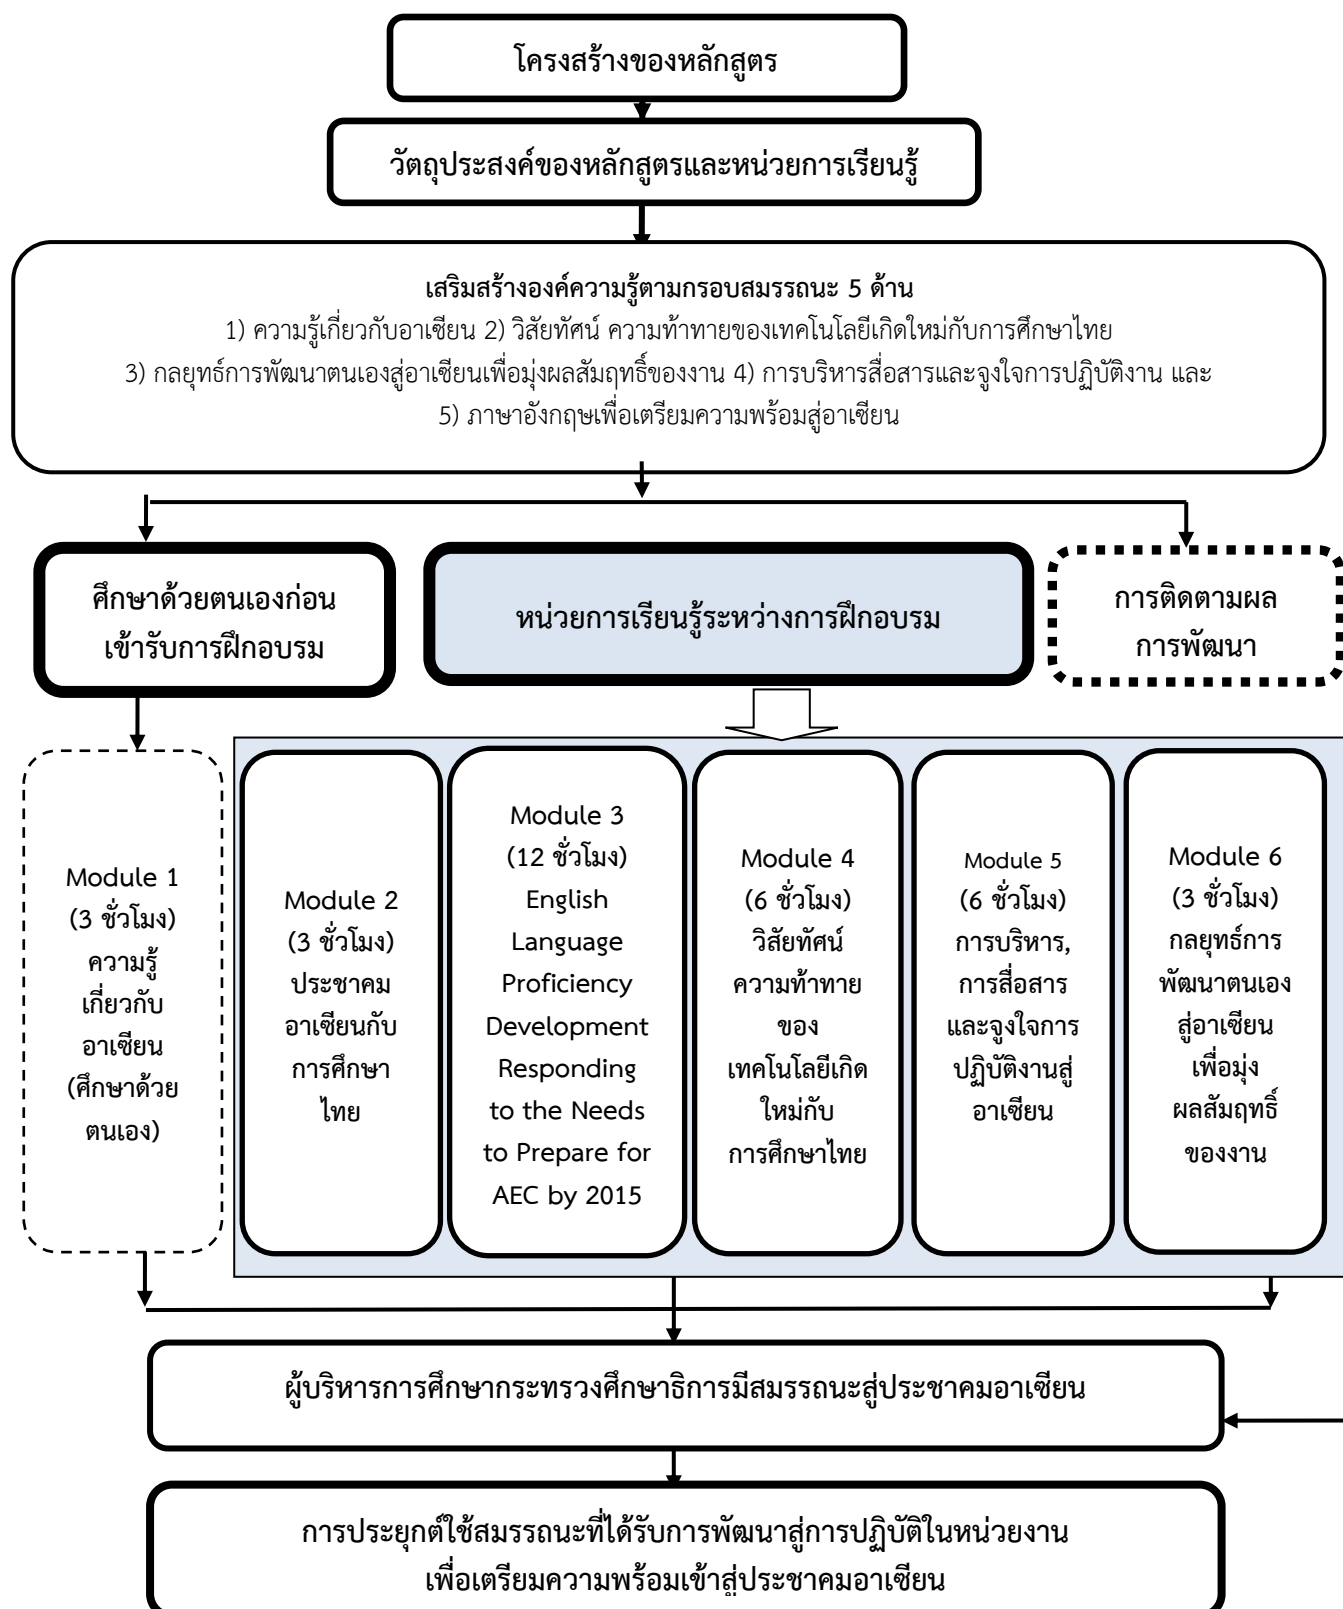 โครงสร้างของหลักสูตร
วัตถุประสงค์ของหลักสูตรและหน่วยการเรียนรู้
เสริมสร้างองค์ความรู้ตามกรอบสมรรถนะ 5 ด้าน
1) ความรู้เกี่ยวกับอาเซียน 2) วิสัยทัศน์ ความท้าทายของเทคโนโลยีเกิดใหม่กับการศึกษาไทย
3) กลยุทธ์การพัฒนาตนเองสู่อาเซียนเพื่อมุ่งผลสัมฤทธิ์ของงาน 4) การบริหารสื่อสารและจูงใจการปฏิบัติงาน และ
5) ภาษาอังกฤษเพื่อเตรียมความพร้อมสู่อาเซียน
ศึกษาด้วยตนเองก่อน
เข้ารับการฝึกอบรม
หน่วยการเรียนรู้ระหว่างการฝึกอบรม
การติดตามผล
การพัฒนา
Module 1
(3 ชั่วโมง)
ความรู้
เกี่ยวกับ
อาเซียน
(ศึกษาด้วย
ตนเอง)
Module 2
(3 ชั่วโมง)
ประชาคม
อาเซียนกับ
การศึกษา
ไทย
Module 3
(12 ชั่วโมง)
English
Language
Proficiency
Development
Responding
to the Needs
to Prepare for
AEC by 2015
Module 4
(6 ชั่วโมง)
วิสัยทัศน์
ความท้าทาย
ของ
เทคโนโลยีเกิด
ใหม่กับ
การศึกษาไทย
Module 5
(6 ชั่วโมง)
การบริหาร,
การสื่อสาร
และจูงใจการ
ปฏิบัติงานสู่
อาเซียน
Module 6
(3 ชั่วโมง)
กลยุทธ์การ
พัฒนาตนเอง
สู่อาเซียน
เพื่อมุ่ง
ผลสัมฤทธิ์
ของงาน
ผู้บริหารการศึกษากระทรวงศึกษาธิการมีสมรรถนะสู่ประชาคมอาเซียน
การประยุกต์ใช้สมรรถนะที่ได้รับการพัฒนาสู่การปฏิบัติในหน่วยงาน
เพื่อเตรียมความพร้อมเข้าสู่ประชาคมอาเซียน